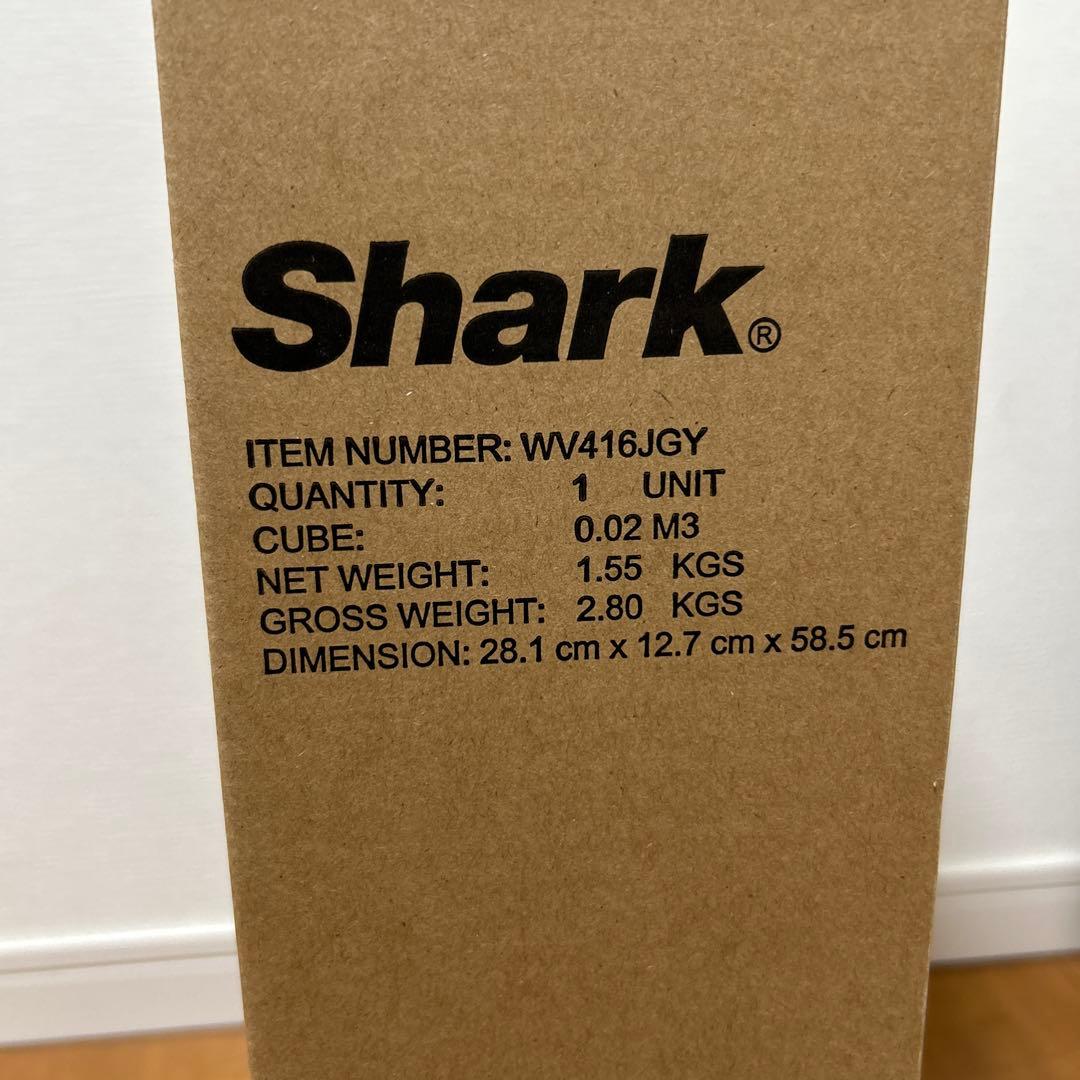 Shark®
ITEM NUMBER: WV416JGY
QUANTITY: 1 UNIT
CUBE: 0.02 M3
NET WEIGHT: 1.55 KGS
GROSS WEIGHT: 2.80 KGS
DIMENSION: 28.1 cm x 12.7 cm x 58.5 cm